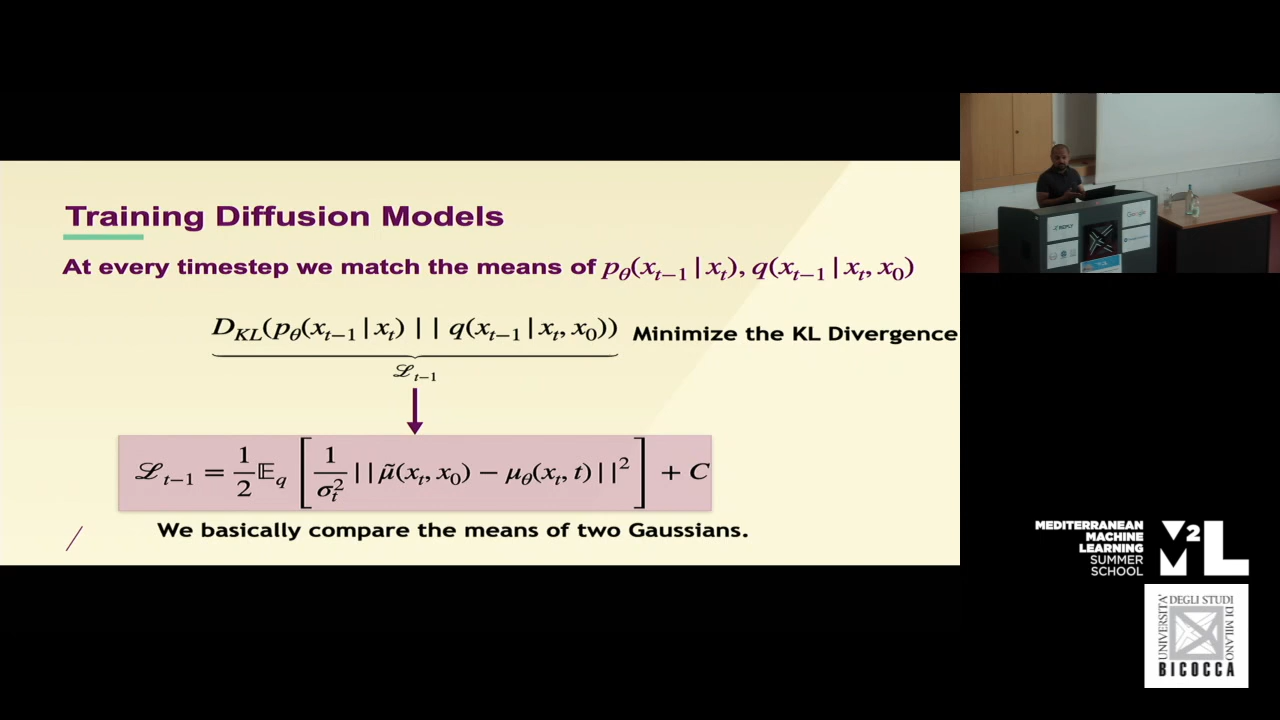 Training Diffusion Models
At every timestep we match the means of pθ(xt−1 | xt), q(xt−1 | xt, x0)
DKL(pθ(xt−1 | xt) | | q(xt−1 | xt, x0)) Minimize the KL Divergence
ℒt−1
ℒt−1 = 1/2 𝔼q [ 1/σt² | | μ̃(xt, x0) − μθ(xt, t) | |² ] + C
We basically compare the means of two Gaussians.
Google
MEDITERRANEAN
MACHINE
LEARNING
SUMMER
SCHOOL
M2L
UNIVERSITÀ
DEGLI STUDI
DI MILANO
BICOCCA